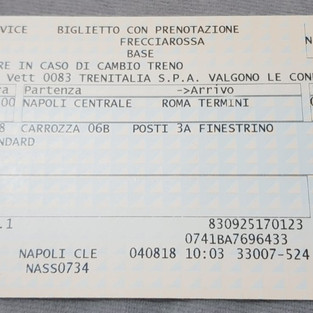 VICE BIGLIETTO CON PRENOTAZIONE
FRECCIAROSSA N
BASE
RE IN CASO DI CAMBIO TRENO
Vett 0083 TRENITALIA S.P.A. VALGONO LE CON
va Partenza ->Arrivo
00 NAPOLI CENTRALE ROMA TERMINI
8 CARROZZA 06B POSTI 3A FINESTRINO
NDARD
.1 830925170123
0741BA7696433
NAPOLI CLE 040818 10:03 33007-524
NASS0734